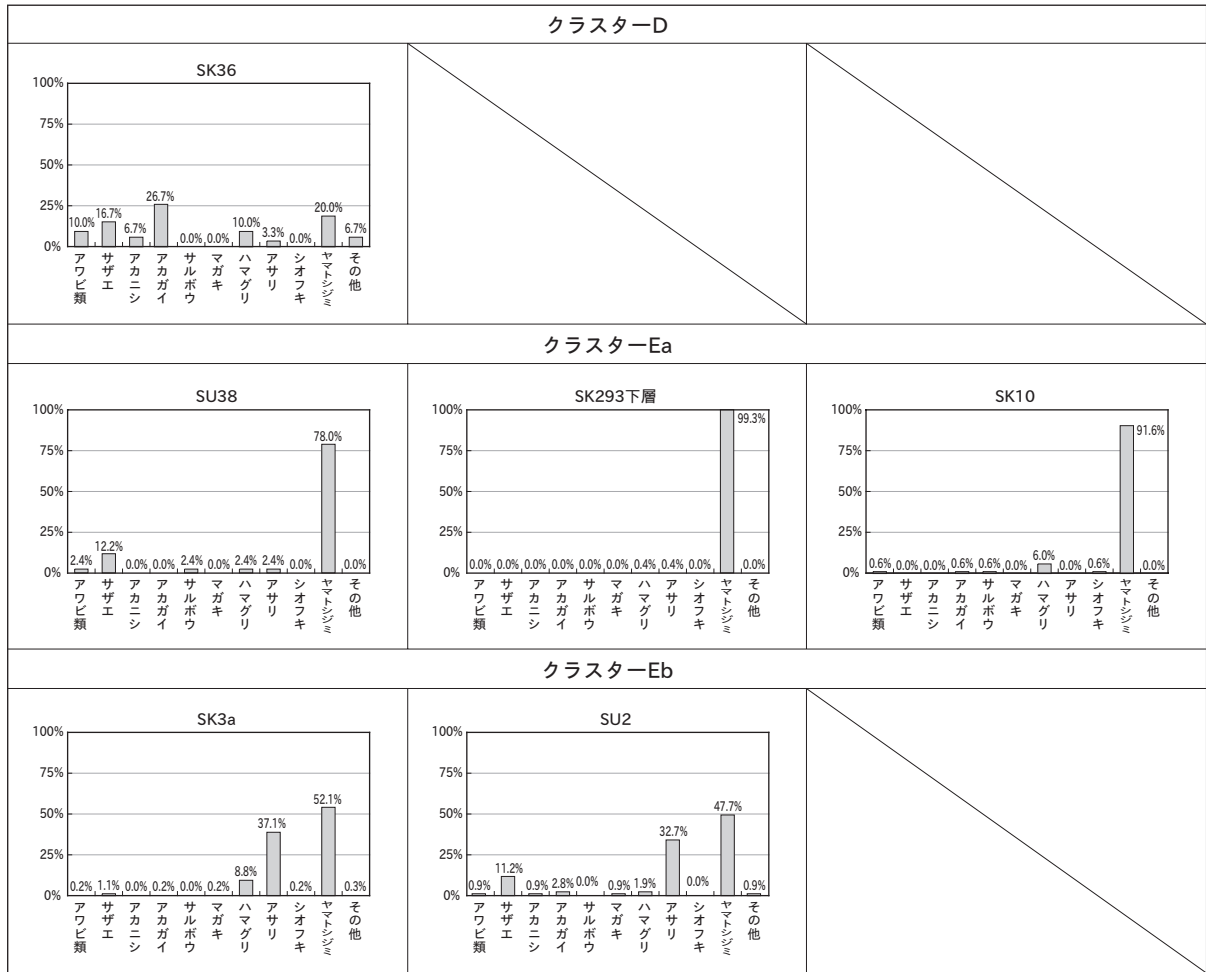 クラスターD
SK36
100%
75%
50%
25%
0%
10.0%
16.7%
6.7%
26.7%
0.0%
0.0%
10.0%
3.3%
0.0%
20.0%
6.7%
アワビ類
サザエ
アカニシ
アカガイ
サルボウ
マガキ
ハマグリ
アサリ
シオフキ
ヤマトシジミ
その他
クラスターEa
SU38
100%
75%
50%
25%
0%
2.4%
12.2%
0.0%
0.0%
2.4%
0.0%
2.4%
2.4%
0.0%
78.0%
0.0%
アワビ類
サザエ
アカニシ
アカガイ
サルボウ
マガキ
ハマグリ
アサリ
シオフキ
ヤマトシジミ
その他
SK293下層
100%
75%
50%
25%
0%
0.0%
0.0%
0.0%
0.0%
0.0%
0.0%
0.4%
0.4%
0.0%
99.3%
0.0%
アワビ類
サザエ
アカニシ
アカガイ
サルボウ
マガキ
ハマグリ
アサリ
シオフキ
ヤマトシジミ
その他
SK10
100%
75%
50%
25%
0%
0.6%
0.0%
0.0%
0.6%
0.6%
0.0%
6.0%
0.0%
0.6%
91.6%
0.0%
アワビ類
サザエ
アカニシ
アカガイ
サルボウ
マガキ
ハマグリ
アサリ
シオフキ
ヤマトシジミ
その他
クラスターEb
SK3a
100%
75%
50%
25%
0%
0.2%
1.1%
0.0%
0.2%
0.0%
0.2%
8.8%
37.1%
0.2%
52.1%
0.3%
アワビ類
サザエ
アカニシ
アカガイ
サルボウ
マガキ
ハマグリ
アサリ
シオフキ
ヤマトシジミ
その他
SU2
100%
75%
50%
25%
0%
0.9%
11.2%
0.9%
2.8%
0.0%
0.9%
1.9%
32.7%
0.0%
47.7%
0.9%
アワビ類
サザエ
アカニシ
アカガイ
サルボウ
マガキ
ハマグリ
アサリ
シオフキ
ヤマトシジミ
その他